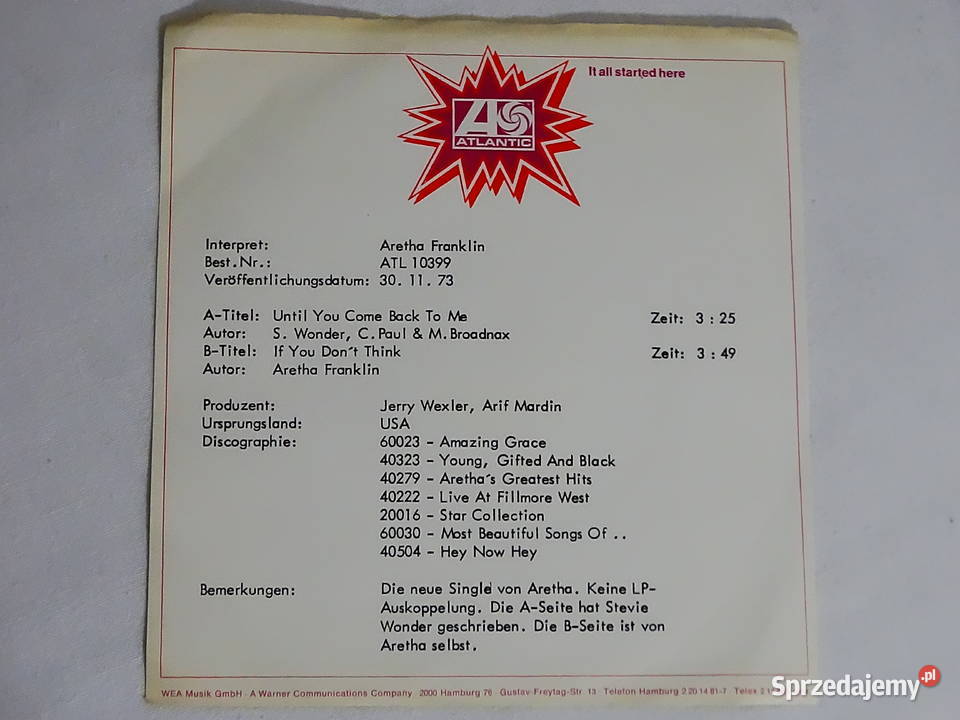 It all started here
AS
ATLANTIC
Interpret: Aretha Franklin
Best.Nr.: ATL 10399
Veröffentlichungsdatum: 30. 11. 73
A-Titel: Until You Come Back To Me Zeit: 3 : 25
Autor: S. Wonder, C.Paul & M.Broadnax
B-Titel: If You Don´t Think Zeit: 3 : 49
Autor: Aretha Franklin
Produzent: Jerry Wexler, Arif Mardin
Ursprungsland: USA
Discographie: 60023 - Amazing Grace
40323 - Young, Gifted And Black
40279 - Aretha´s Greatest Hits
40222 - Live At Fillmore West
20016 - Star Collection
60030 - Most Beautiful Songs Of ..
40504 - Hey Now Hey
Bemerkungen: Die neue Single von Aretha. Keine LP-
Auskoppelung. Die A-Seite hat Stevie
Wonder geschrieben. Die B-Seite ist von
Aretha selbst.
WEA Musik GmbH · A Warner Communications Company 2000 Hamburg 76 · Gustav-Freytag-Str 13 · Telefon Hamburg 2 20 14 81-7 Telex
Sprzedajemy.pl